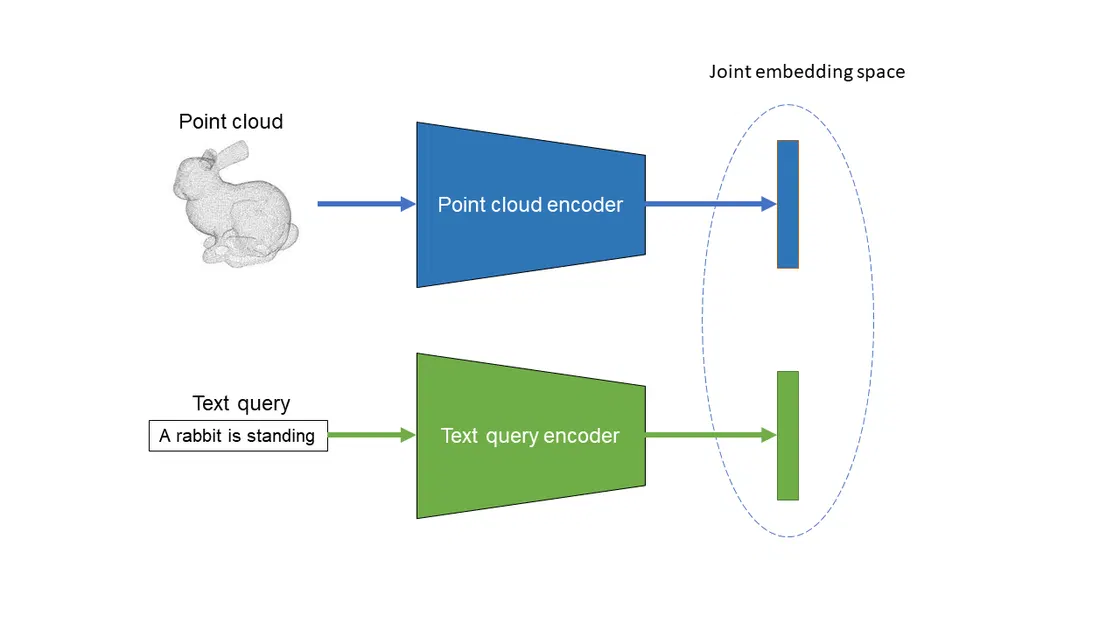 Joint embedding space
Point cloud
Point cloud encoder
Text query
A rabbit is standing
Text query encoder